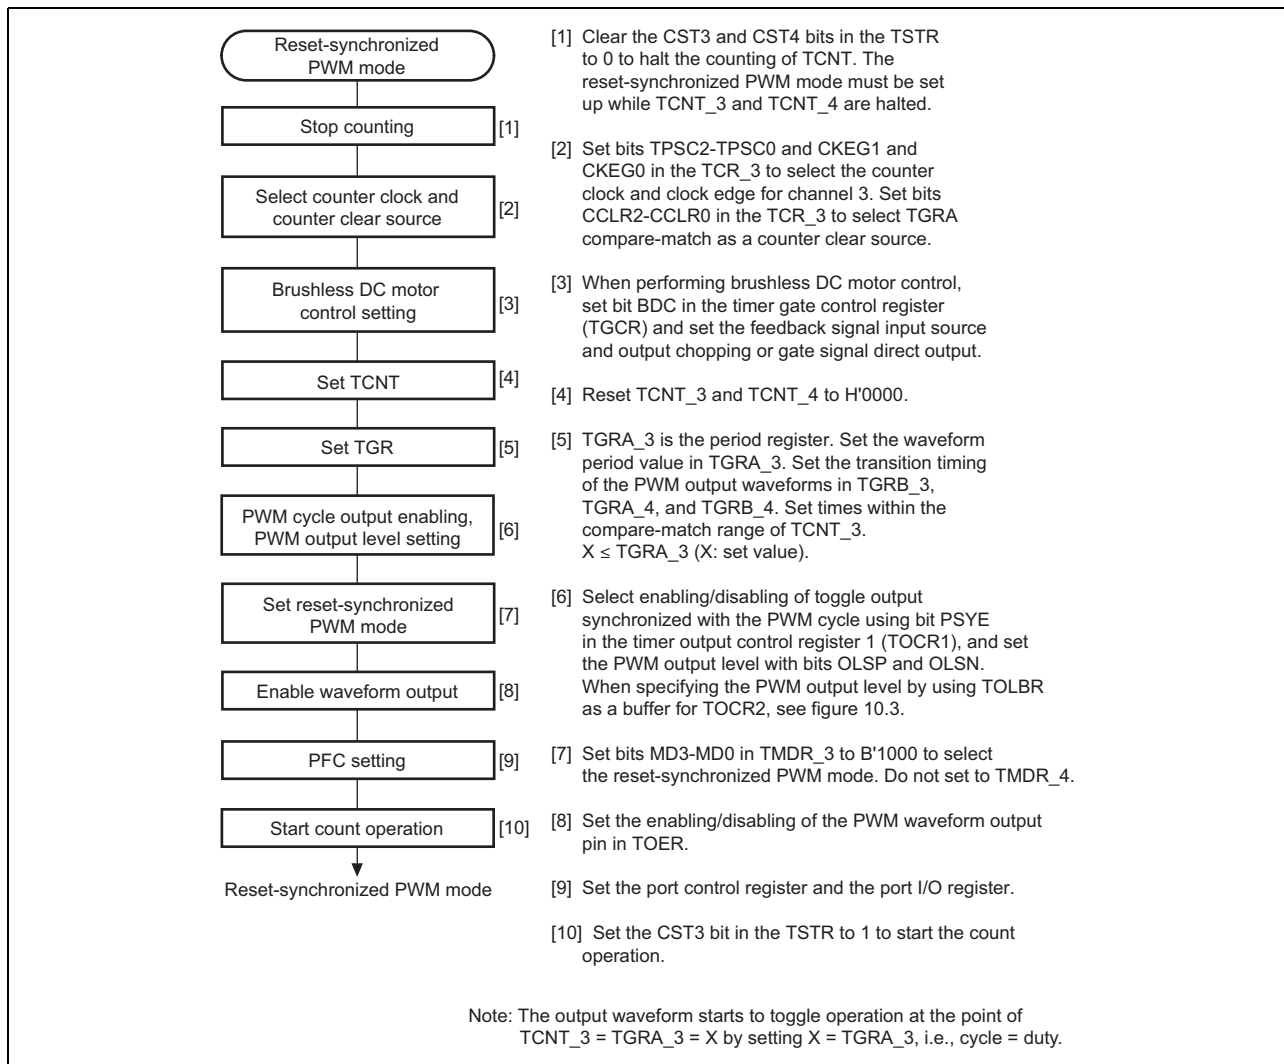 Reset-synchronized
PWM mode
Stop counting
[1]
Select counter clock and
counter clear source
[2]
Brushless DC motor
control setting
[3]
Set TCNT
[4]
Set TGR
[5]
PWM cycle output enabling,
PWM output level setting
[6]
Set reset-synchronized
PWM mode
[7]
Enable waveform output
[8]
PFC setting
[9]
Start count operation
[10]
Reset-synchronized PWM mode
[1] Clear the CST3 and CST4 bits in the TSTR
to 0 to halt the counting of TCNT. The
reset-synchronized PWM mode must be set
up while TCNT_3 and TCNT_4 are halted.
[2] Set bits TPSC2-TPSC0 and CKEG1 and
CKEG0 in the TCR_3 to select the counter
clock and clock edge for channel 3. Set bits
CCLR2-CCLR0 in the TCR_3 to select TGRA
compare-match as a counter clear source.
[3] When performing brushless DC motor control,
set bit BDC in the timer gate control register
(TGCR) and set the feedback signal input source
and output chopping or gate signal direct output.
[4] Reset TCNT_3 and TCNT_4 to H'0000.
[5] TGRA_3 is the period register. Set the waveform
period value in TGRA_3. Set the transition timing
of the PWM output waveforms in TGRB_3,
TGRA_4, and TGRB_4. Set times within the
compare-match range of TCNT_3.
X ≤ TGRA_3 (X: set value).
[6] Select enabling/disabling of toggle output
synchronized with the PWM cycle using bit PSYE
in the timer output control register 1 (TOCR1), and set
the PWM output level with bits OLSP and OLSN.
When specifying the PWM output level by using TOLBR
as a buffer for TOCR2, see figure 10.3.
[7] Set bits MD3-MD0 in TMDR_3 to B'1000 to select
the reset-synchronized PWM mode. Do not set to TMDR_4.
[8] Set the enabling/disabling of the PWM waveform output
pin in TOER.
[9] Set the port control register and the port I/O register.
[10] Set the CST3 bit in the TSTR to 1 to start the count
operation.
Note: The output waveform starts to toggle operation at the point of
TCNT_3 = TGRA_3 = X by setting X = TGRA_3, i.e., cycle = duty.